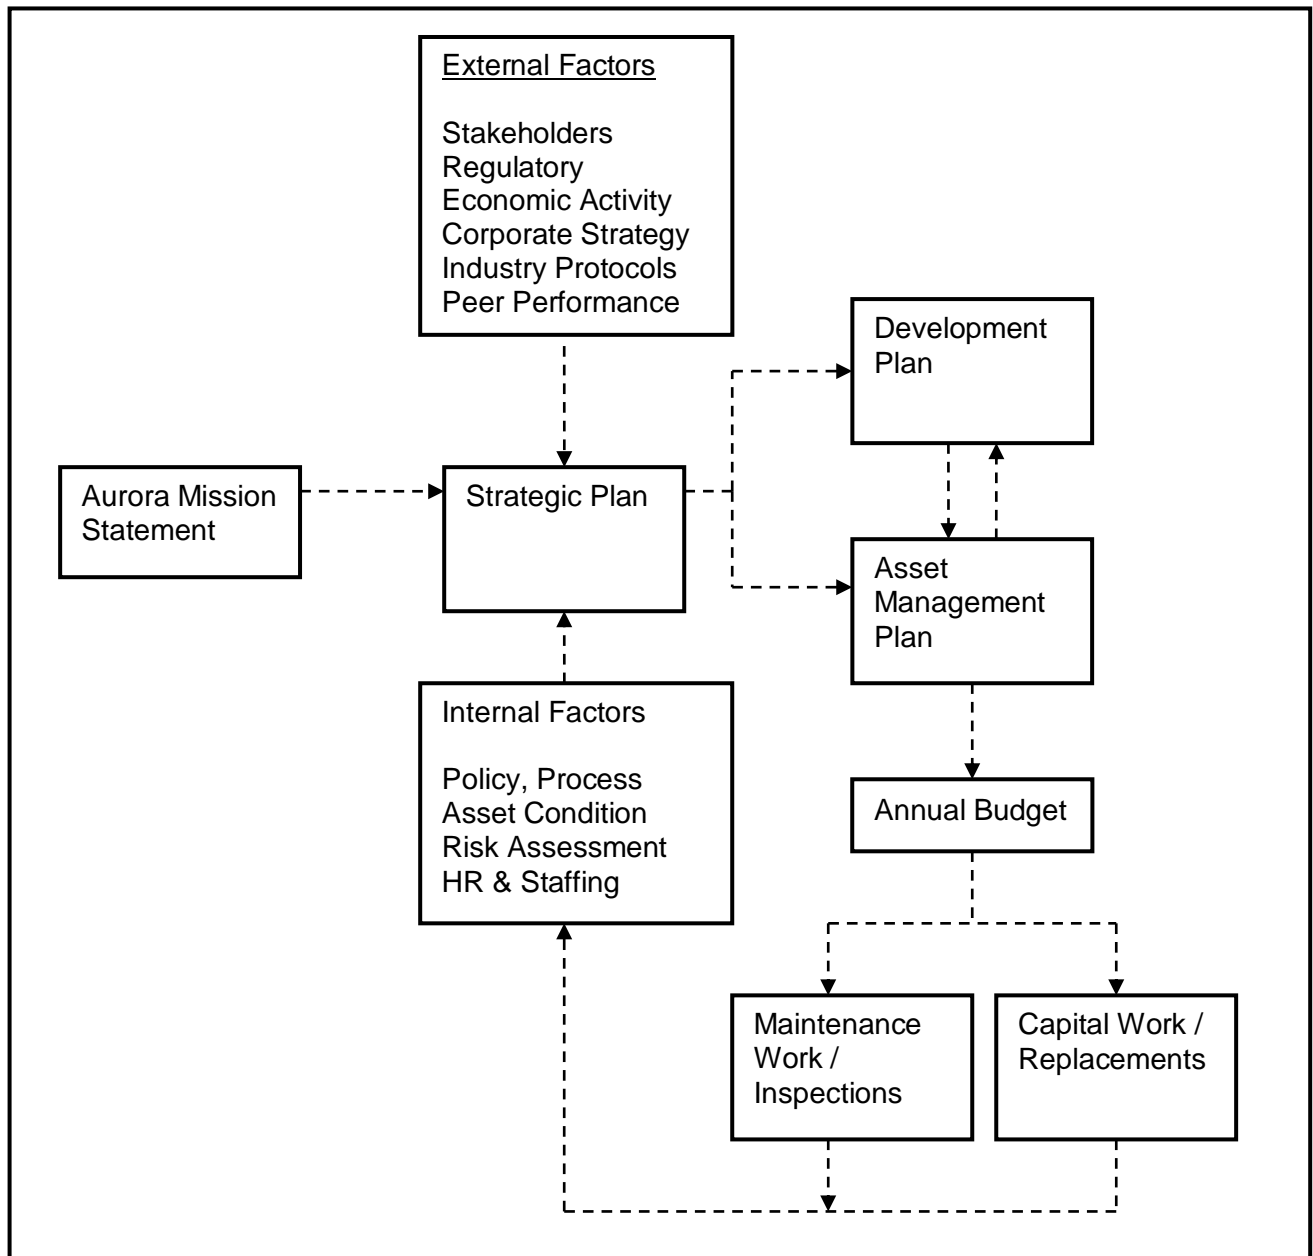 External Factors
Stakeholders
Regulatory
Economic Activity
Corporate Strategy
Industry Protocols
Peer Performance
Development
Plan
Aurora Mission
Statement
Strategic Plan
Asset
Management
Plan
Internal Factors
Policy, Process
Asset Condition
Risk Assessment
HR & Staffing
Annual Budget
Maintenance
Work /
Inspections
Capital Work /
Replacements